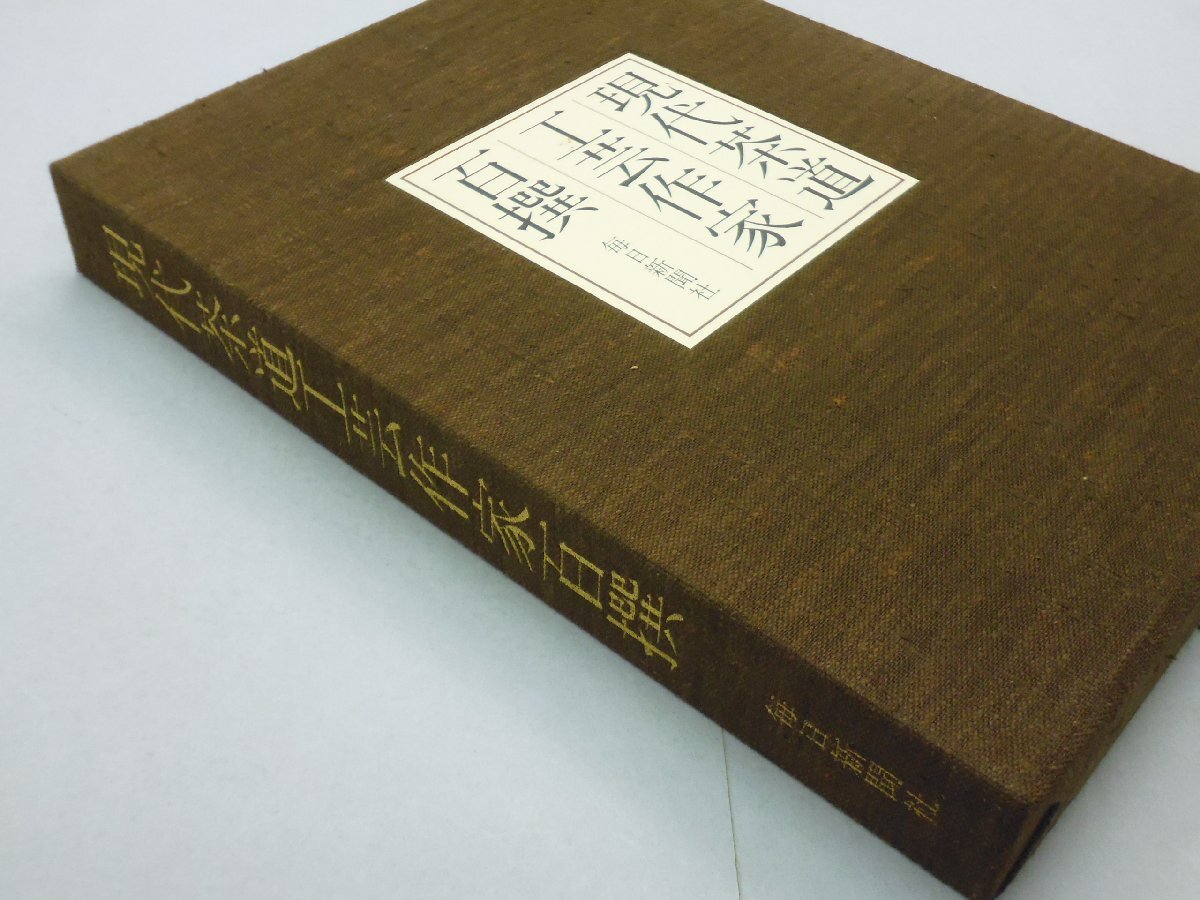 現代茶道
工芸作家
百撰
毎日新聞社
現代茶道工芸作家百撰
毎日新聞社